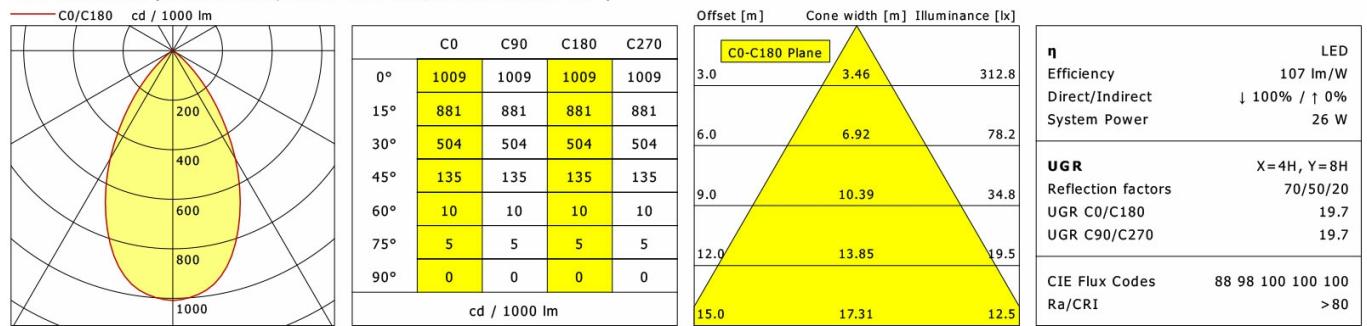 C0/C180 cd / 1000 lm
200
400
600
800
1000
C0 C90 C180 C270
0° 1009 1009 1009 1009
15° 881 881 881 881
30° 504 504 504 504
45° 135 135 135 135
60° 10 10 10 10
75° 5 5 5 5
90° 0 0 0 0
cd / 1000 lm
Offset [m] Cone width [m] Illuminance [lx]
C0-C180 Plane
3.0 3.46 312.8
6.0 6.92 78.2
9.0 10.39 34.8
12.0 13.85 19.5
15.0 17.31 12.5
η LED
Efficiency 107 lm/W
Direct/Indirect ↓ 100% / ↑ 0%
System Power 26 W
UGR X=4H, Y=8H
Reflection factors 70/50/20
UGR C0/C180 19.7
UGR C90/C270 19.7
CIE Flux Codes 88 98 100 100 100
Ra/CRI >80